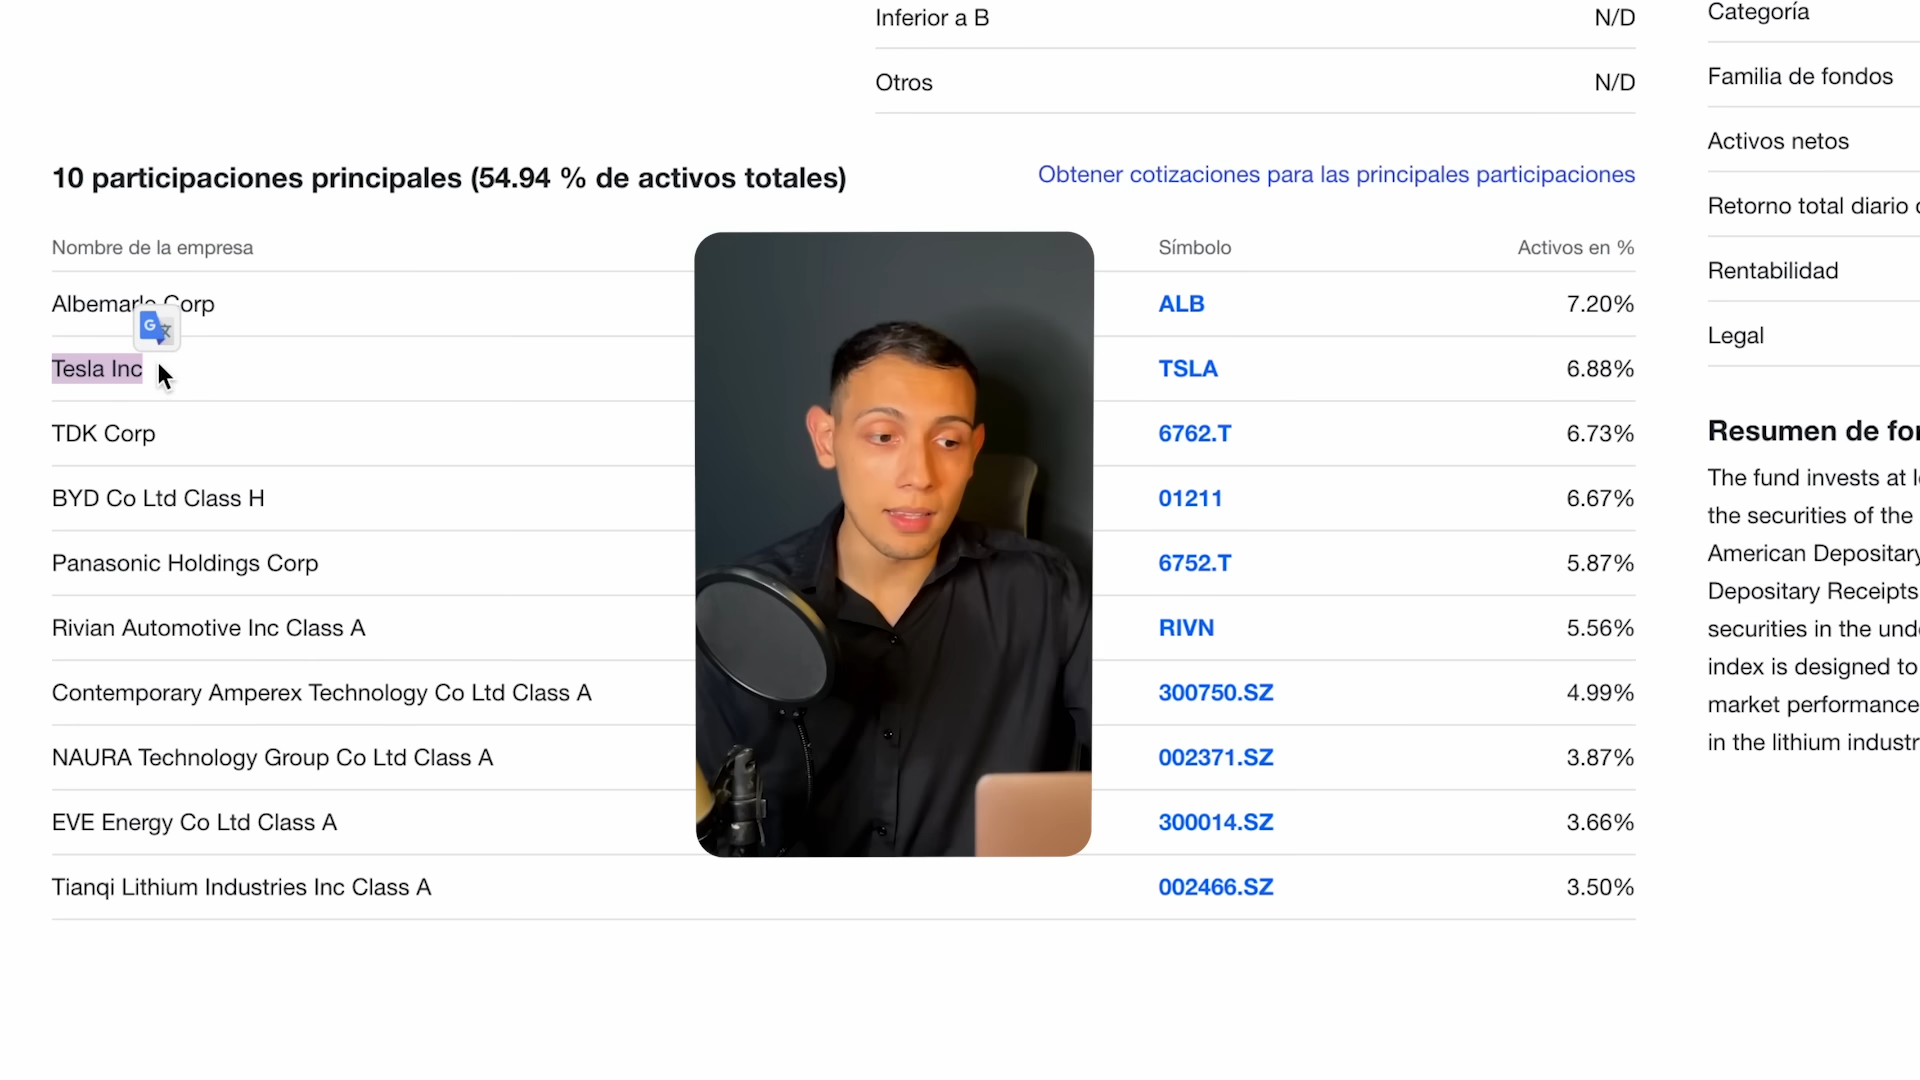 Inferior a B N/D
Otros N/D
10 participaciones principales (54.94 % de activos totales) Obtener cotizaciones para las principales participaciones
Nombre de la empresa Símbolo Activos en %
Albemarle Corp ALB 7.20%
Tesla Inc TSLA 6.88%
TDK Corp 6762.T 6.73%
BYD Co Ltd Class H 01211 6.67%
Panasonic Holdings Corp 6752.T 5.87%
Rivian Automotive Inc Class A RIVN 5.56%
Contemporary Amperex Technology Co Ltd Class A 300750.SZ 4.99%
NAURA Technology Group Co Ltd Class A 002371.SZ 3.87%
EVE Energy Co Ltd Class A 300014.SZ 3.66%
Tianqi Lithium Industries Inc Class A 002466.SZ 3.50%
Categoría
Familia de fondos
Activos netos
Retorno total diario
Rentabilidad
Legal
Resumen de
The fund invests at
the securities of the
American Depositary
Depositary Receipts
securities in the
index is designed to
market performance
in the lithium